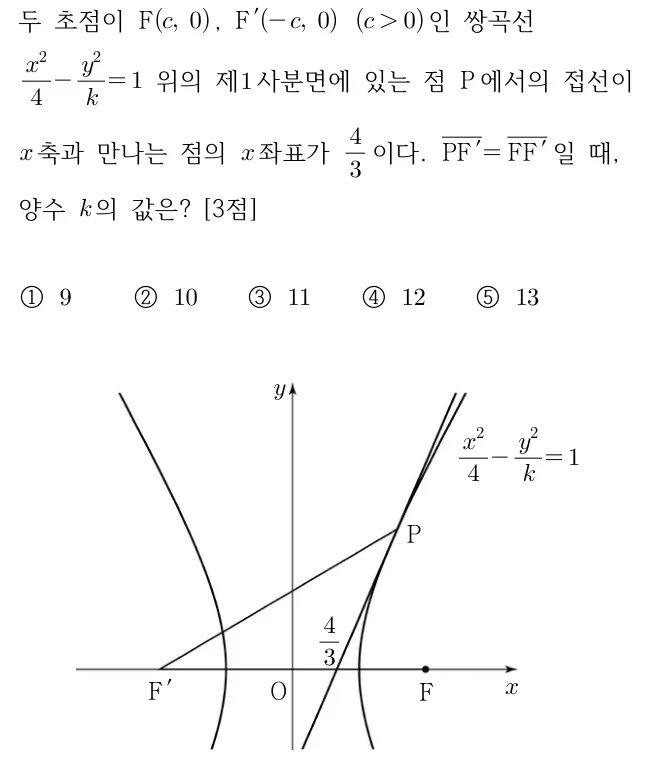 두 초점이 F(c, 0), F′(−c, 0) (c>0)인 쌍곡선
x²/4 − y²/k = 1 위의 제1사분면에 있는 점 P에서의 접선이
x축과 만나는 점의 x좌표가 4/3이다. PF′=FF′일 때,
양수 k의 값은? [3점]
① 9 ② 10 ③ 11 ④ 12 ⑤ 13
y
x²/4 − y²/k = 1
P
4/3
F′ O F x